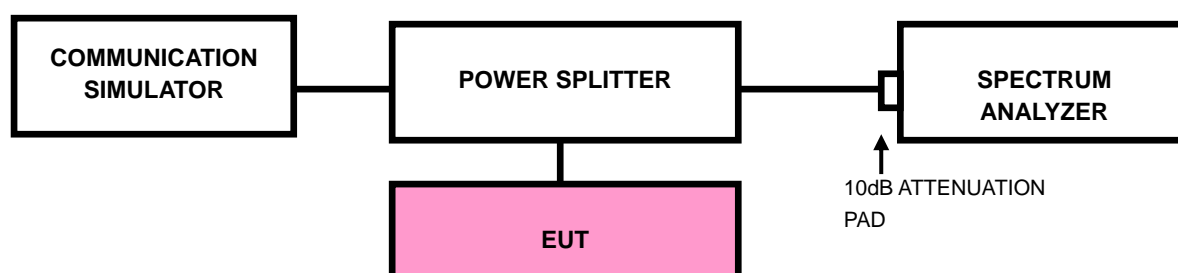 COMMUNICATION
SIMULATOR
POWER SPLITTER
SPECTRUM
ANALYZER
10dB ATTENUATION
PAD
EUT